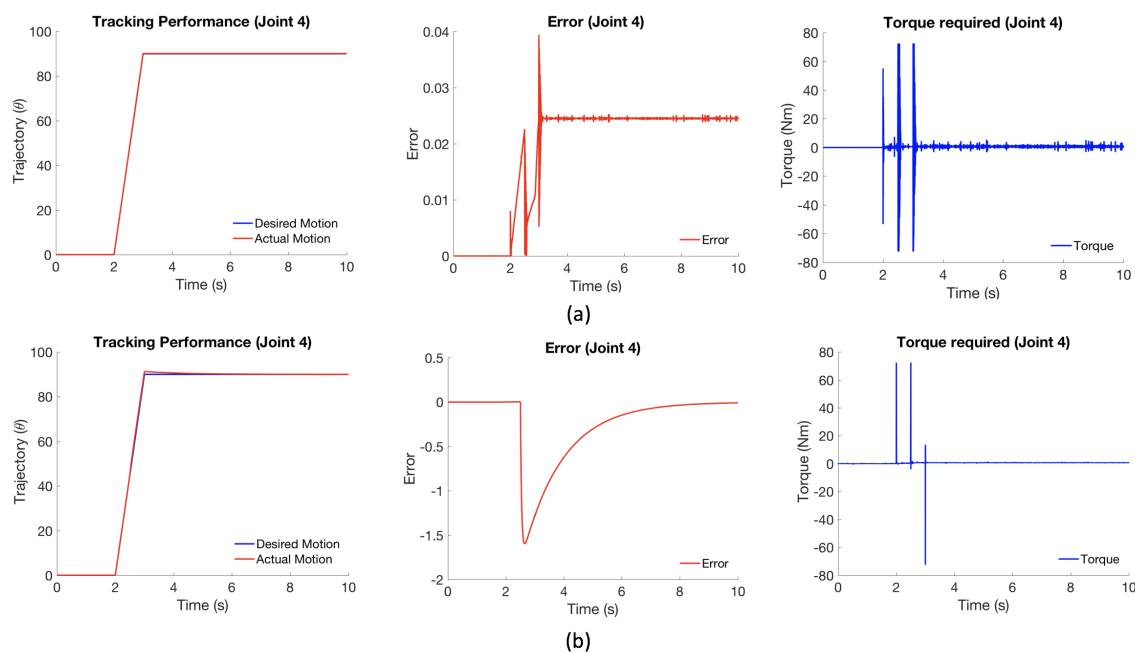 Tracking Performance (Joint 4)
100
80
60
40
20
0
Trajectory (θ)
0 2 4 6 8 10
Time (s)
Desired Motion
Actual Motion
Error (Joint 4)
0.04
0.03
0.02
0.01
0
Error
0 2 4 6 8 10
Time (s)
Error
Torque required (Joint 4)
80
60
40
20
0
-20
-40
-60
-80
Torque (Nm)
0 2 4 6 8 10
Time (s)
Torque
(a)
Tracking Performance (Joint 4)
100
80
60
40
20
0
Trajectory (θ)
0 2 4 6 8 10
Time (s)
Desired Motion
Actual Motion
Error (Joint 4)
0.5
0
-0.5
-1
-1.5
-2
Error
0 2 4 6 8 10
Time (s)
Error
Torque required (Joint 4)
80
60
40
20
0
-20
-40
-60
-80
Torque (Nm)
0 2 4 6 8 10
Time (s)
Torque
(b)